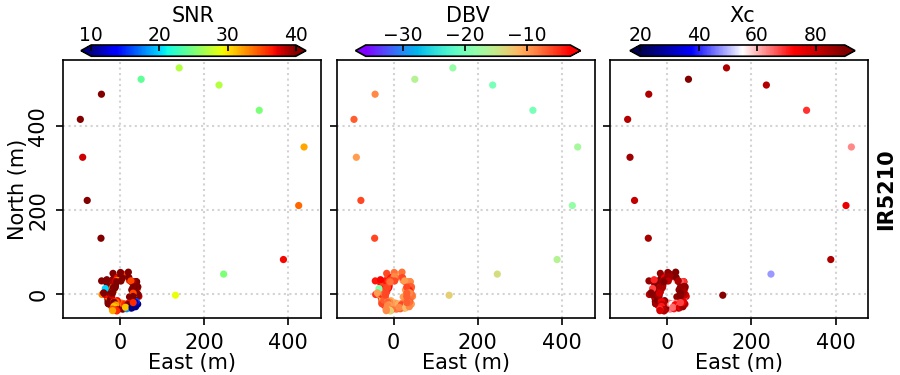 SNR DBV Xc
10 20 30 40 −30 −20 −10 20 40 60 80
North (m)
400
200
0
IR5210
0 200 400 0 200 400 0 200 400
East (m) East (m) East (m)